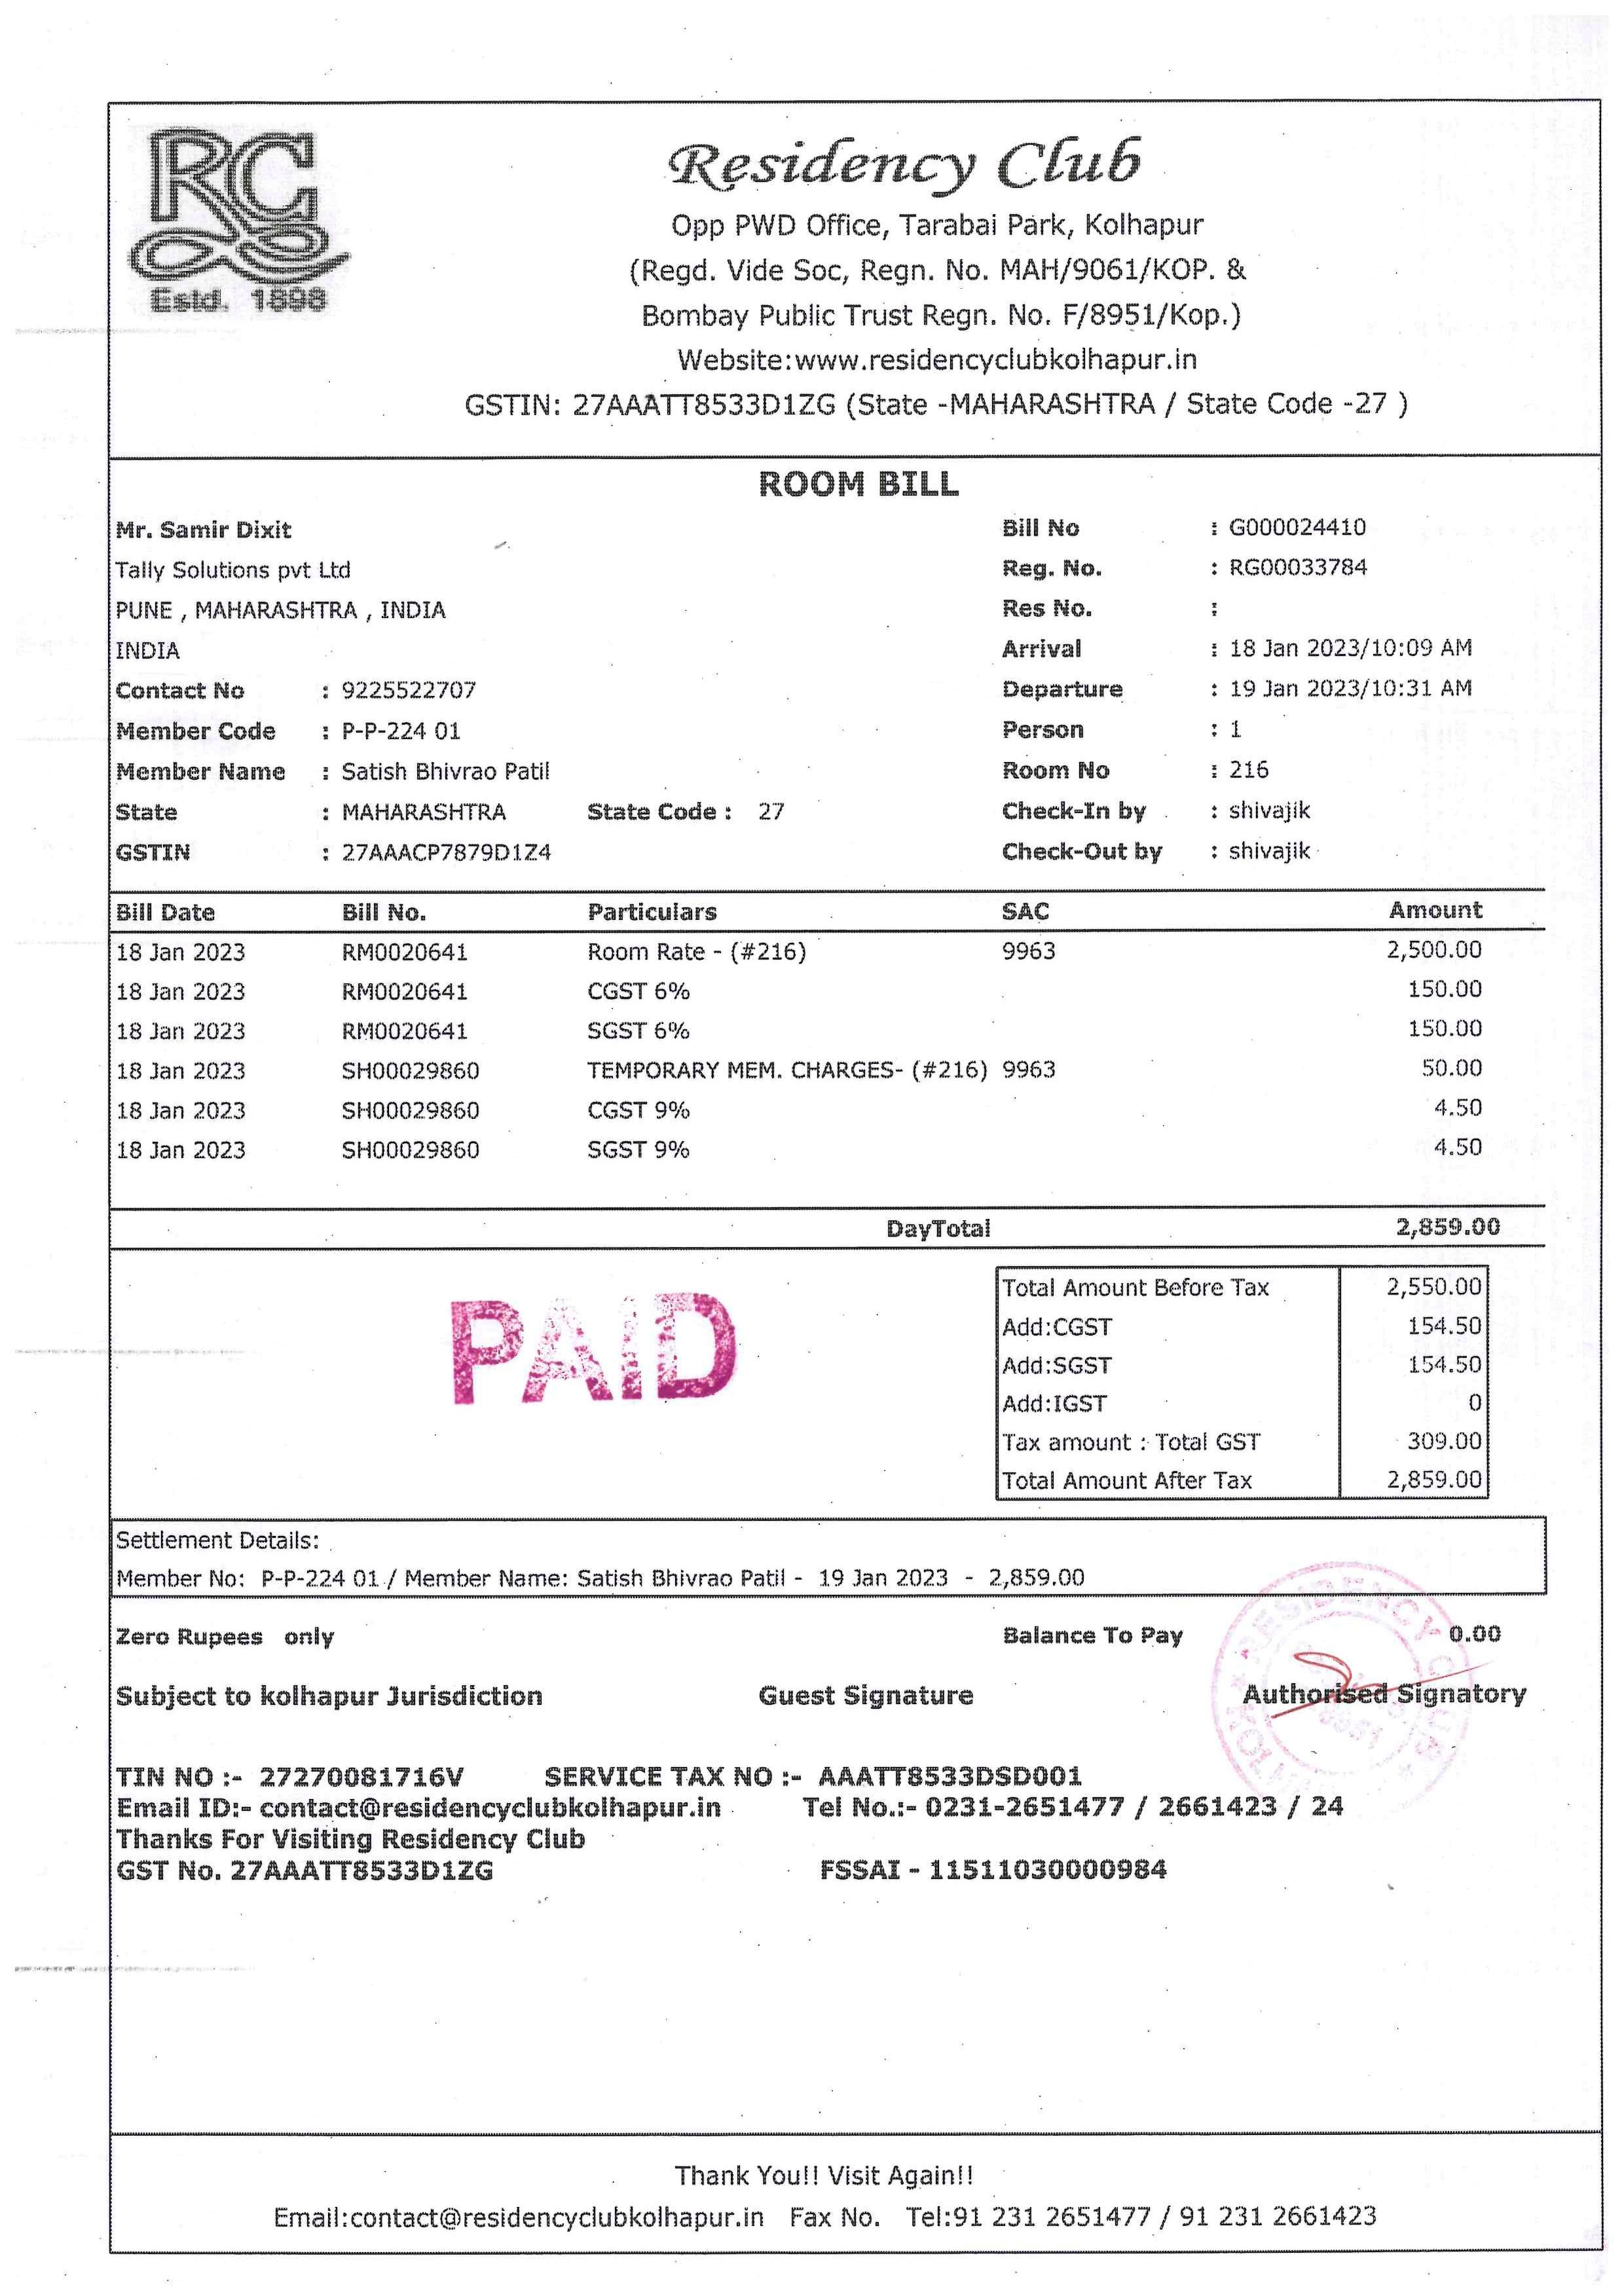 RC
Estd. 1898
Residency Club
Opp PWD Office, Tarabai Park, Kolhapur
(Regd. Vide Soc, Regn. No. MAH/9061/KOP. &
Bombay Public Trust Regn. No. F/8951/Kop.)
Website:www.residencyclubkolhapur.in
GSTIN: 27AAATT8533D1ZG (State -MAHARASHTRA / State Code -27 )
ROOM BILL
Mr. Samir Dixit Bill No : G000024410
Tally Solutions pvt Ltd Reg. No. : RG00033784
PUNE , MAHARASHTRA , INDIA Res No. :
INDIA Arrival : 18 Jan 2023/10:09 AM
Contact No : 9225522707 Departure : 19 Jan 2023/10:31 AM
Member Code : P-P-224 01 Person : 1
Member Name : Satish Bhivrao Patil Room No : 216
State : MAHARASHTRA State Code : 27 Check-In by : shivajik
GSTIN : 27AAACP7879D1Z4 Check-Out by : shivajik
Bill Date Bill No. Particulars SAC Amount
18 Jan 2023 RM0020641 Room Rate - (#216) 9963 2,500.00
18 Jan 2023 RM0020641 CGST 6% 150.00
18 Jan 2023 RM0020641 SGST 6% 150.00
18 Jan 2023 SH00029860 TEMPORARY MEM. CHARGES- (#216) 9963 50.00
18 Jan 2023 SH00029860 CGST 9% 4.50
18 Jan 2023 SH00029860 SGST 9% 4.50
DayTotal 2,859.00
PAID
Total Amount Before Tax 2,550.00
Add:CGST 154.50
Add:SGST 154.50
Add:IGST 0
Tax amount : Total GST 309.00
Total Amount After Tax 2,859.00
Settlement Details:
Member No: P-P-224 01 / Member Name: Satish Bhivrao Patil - 19 Jan 2023 - 2,859.00
Zero Rupees only Balance To Pay 0.00
RESIDENCY CLUB
Subject to kolhapur Jurisdiction Guest Signature Authorised Signatory
TIN NO :- 27270081716V SERVICE TAX NO :- AAATT8533DSD001
Email ID:- contact@residencyclubkolhapur.in Tel No.:- 0231-2651477 / 2661423 / 24
Thanks For Visiting Residency Club
GST No. 27AAATT8533D1ZG FSSAI - 11511030000984
Thank You!! Visit Again!!
Email:contact@residencyclubkolhapur.in Fax No. Tel:91 231 2651477 / 91 231 2661423